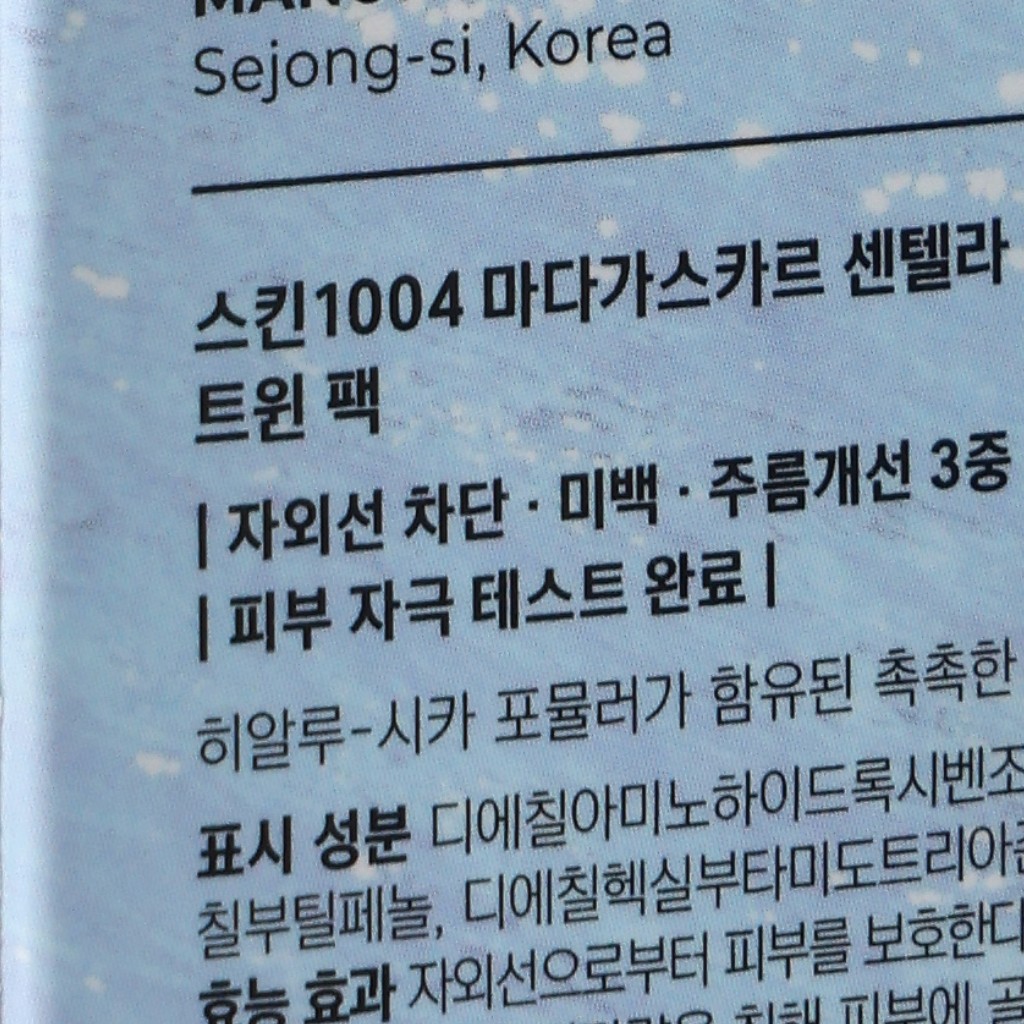 Sejong-si, Korea
스킨1004 마다가스카르 센텔라
트윈 팩
| 자외선 차단 · 미백 · 주름개선 3중
| 피부 자극 테스트 완료 |
히알루-시카 포뮬러가 함유된 촉촉한
표시 성분 디에칠아미노하이드록시벤조
칠부틸페놀, 디에칠헥실부타미도트리아
효능 효과 자외선으로부터 피부를 보호한다
피부에